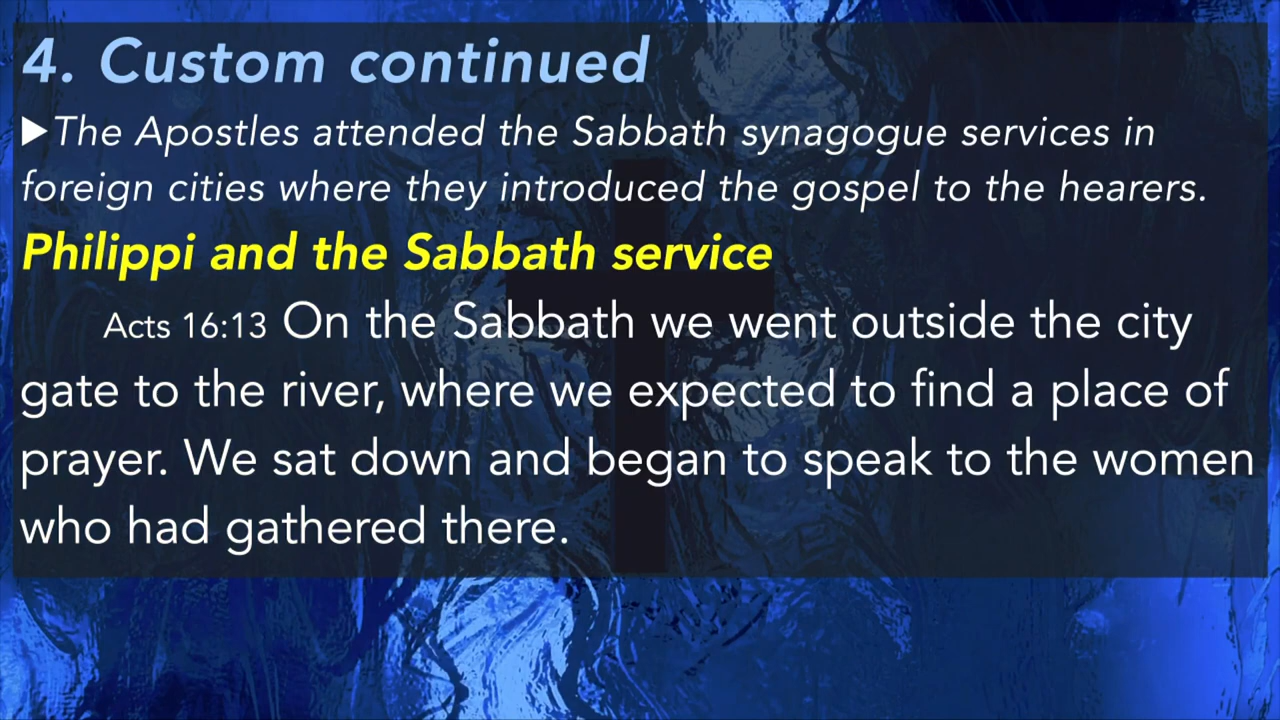 4. Custom continued
▶The Apostles attended the Sabbath synagogue services in
foreign cities where they introduced the gospel to the hearers.
Philippi and the Sabbath service
Acts 16:13 On the Sabbath we went outside the city
gate to the river, where we expected to find a place of
prayer. We sat down and began to speak to the women
who had gathered there.